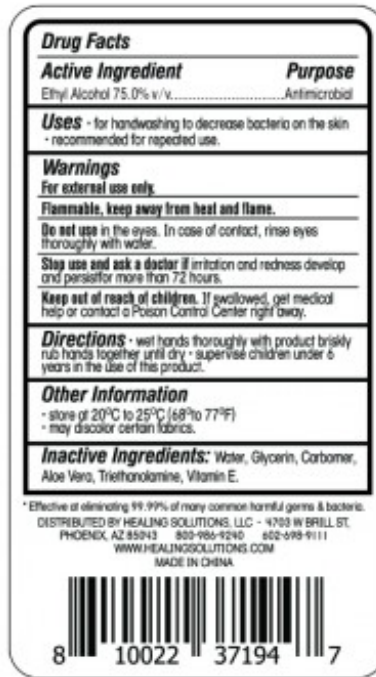 Drug Facts
Active Ingredient Purpose
Ethyl Alcohol 75.0% v/v..............................Antimicrobial
Uses • for handwashing to decrease bacteria on the skin
• recommended for repeated use.
Warnings
For external use only.
Flammable, keep away from heat and flame.
Do not use in the eyes. In case of contact, rinse eyes
thoroughly with water.
Stop use and ask a doctor if irritation and redness develop
and persistfor more than 72 hours.
Keep out of reach of children. If swallowed, get medical
help or contact a Poison Control Center right away.
Directions • wet hands thoroughly with product briskly
rub hands together until dry • supervise children under 6
years in the use of this product.
Other Information
• store at 20°C to 25°C (68°to 77°F)
• may discolor certain fabrics.
Inactive Ingredients: Water, Glycerin, Carbomer,
Aloe Vera, Triethanolamine, Vitamin E.
* Effective at eliminating 99.99% of many common harmful germs & bacteria.
DISTRIBUTED BY HEALING SOLUTIONS, LLC - 4703 W BRILL ST,
PHOENIX, AZ 85043 800-986-9240 602-698-9111
WWW.HEALINGSOLUTIONS.COM
MADE IN CHINA
8 10022 37194 7